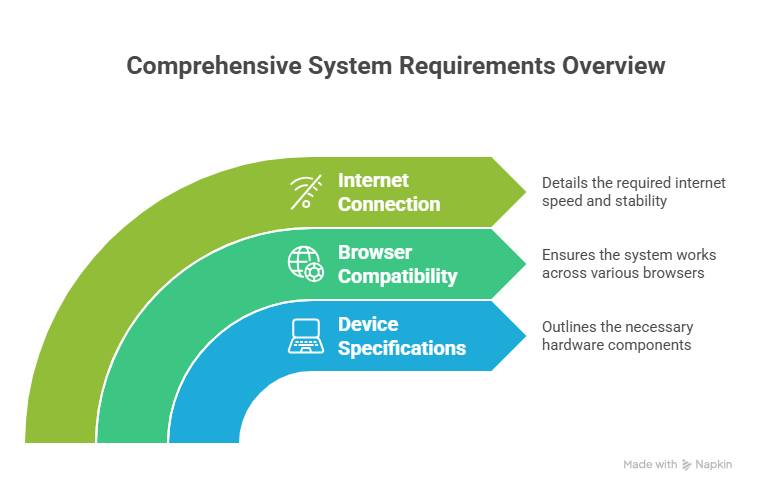 Comprehensive System Requirements Overview
Internet
Connection
Details the required internet
speed and stability
Browser
Compatibility
Ensures the system works
across various browsers
Device
Specifications
Outlines the necessary
hardware components
Made with Napkin